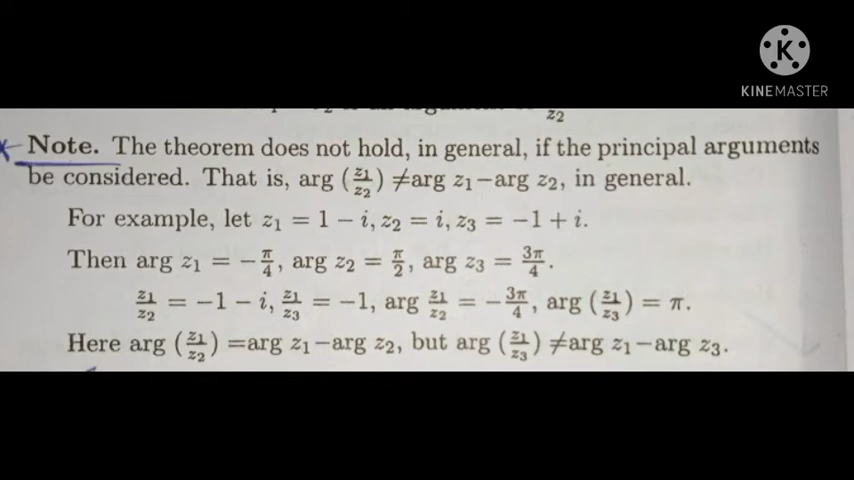 KINEMASTER
z₂
Note. The theorem does not hold, in general, if the principal arguments
be considered. That is, arg (z₁/z₂) ≠arg z₁−arg z₂, in general.
For example, let z₁ = 1 − i, z₂ = i, z₃ = −1 + i.
Then arg z₁ = −π/4, arg z₂ = π/2, arg z₃ = 3π/4.
z₁/z₂ = −1 − i, z₁/z₃ = −1, arg z₁/z₂ = −3π/4, arg (z₁/z₃) = π.
Here arg (z₁/z₂) =arg z₁−arg z₂, but arg (z₁/z₃) ≠arg z₁−arg z₃.